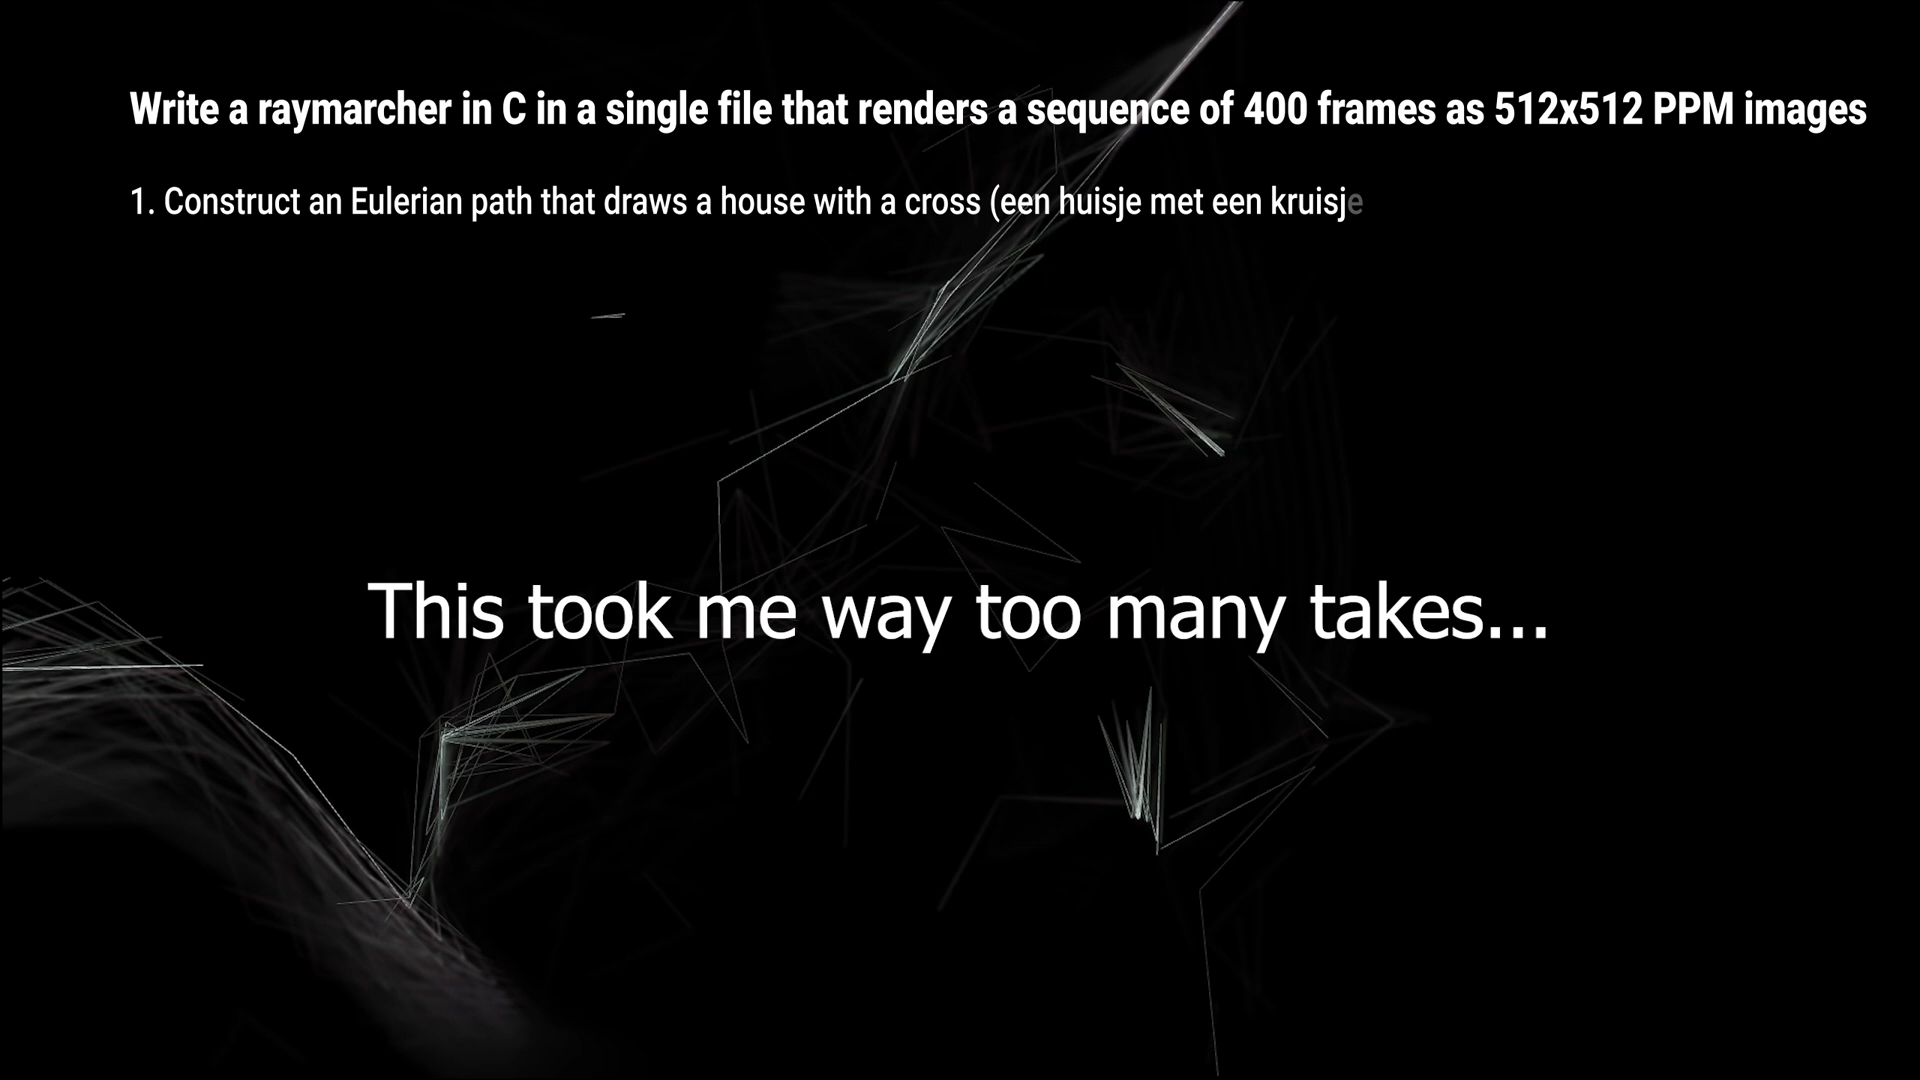 Write a raymarcher in C in a single file that renders a sequence of 400 frames as 512x512 PPM images
1. Construct an Eulerian path that draws a house with a cross (een huisje met een kruisje
This took me way too many takes...